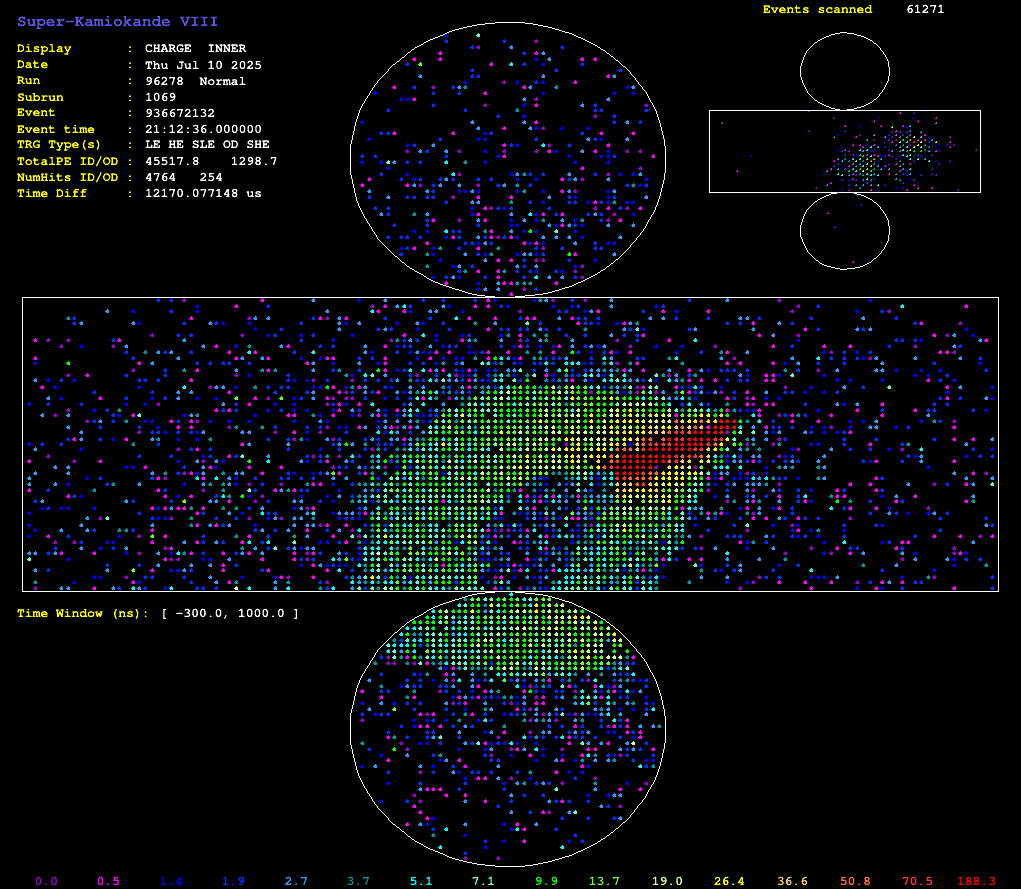 Super-Kamiokande VIII
Events scanned 61271
Display : CHARGE INNER
Date : Thu Jul 10 2025
Run : 96278 Normal
Subrun : 1069
Event : 936672132
Event time : 21:12:36.000000
TRG Type(s) : LE HE SLE OD SHE
TotalPE ID/OD : 45517.8 1298.7
NumHits ID/OD : 4764 254
Time Diff : 12170.077148 us
Time Window (ns): [ -300.0, 1000.0 ]
0.0 0.5 1.4 1.9 2.7 3.7 5.1 7.1 9.9 13.7 19.0 26.4 36.6 50.8 70.5 188.3